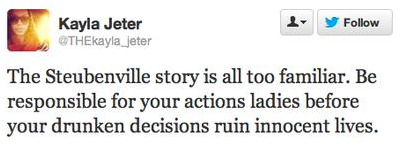 Kayla Jeter
@THEkayla_jeter
Follow
The Steubenville story is all too familiar. Be
responsible for your actions ladies before
your drunken decisions ruin innocent lives.